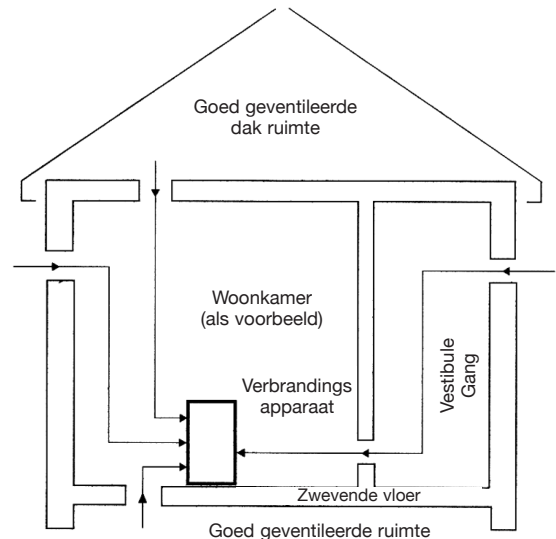 Goed geventileerde
dak ruimte
Woonkamer
(als voorbeeld)
Verbrandings
apparaat
Vestibule
Gang
Zwevende vloer
Goed geventileerde ruimte